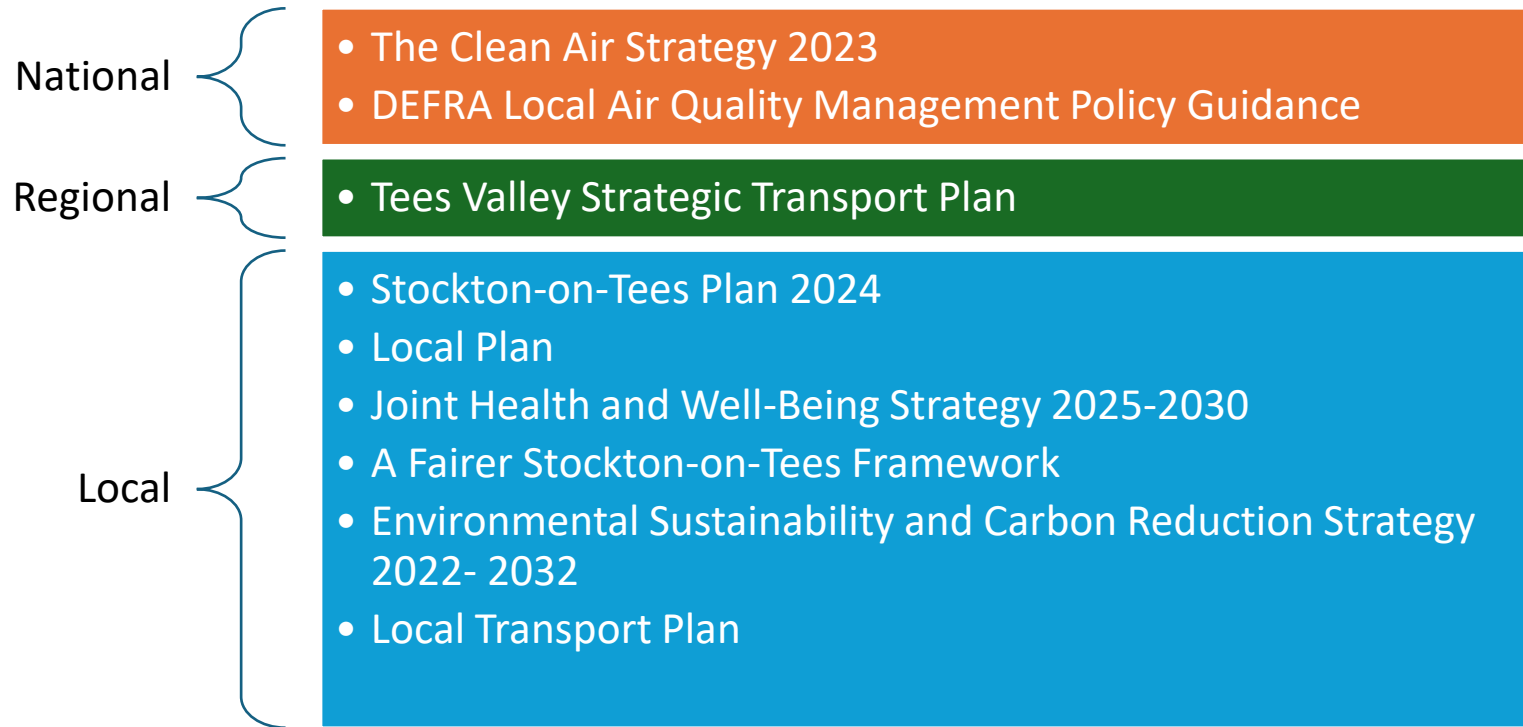 National
• The Clean Air Strategy 2023
• DEFRA Local Air Quality Management Policy Guidance
Regional
• Tees Valley Strategic Transport Plan
Local
• Stockton-on-Tees Plan 2024
• Local Plan
• Joint Health and Well-Being Strategy 2025-2030
• A Fairer Stockton-on-Tees Framework
• Environmental Sustainability and Carbon Reduction Strategy
2022- 2032
• Local Transport Plan